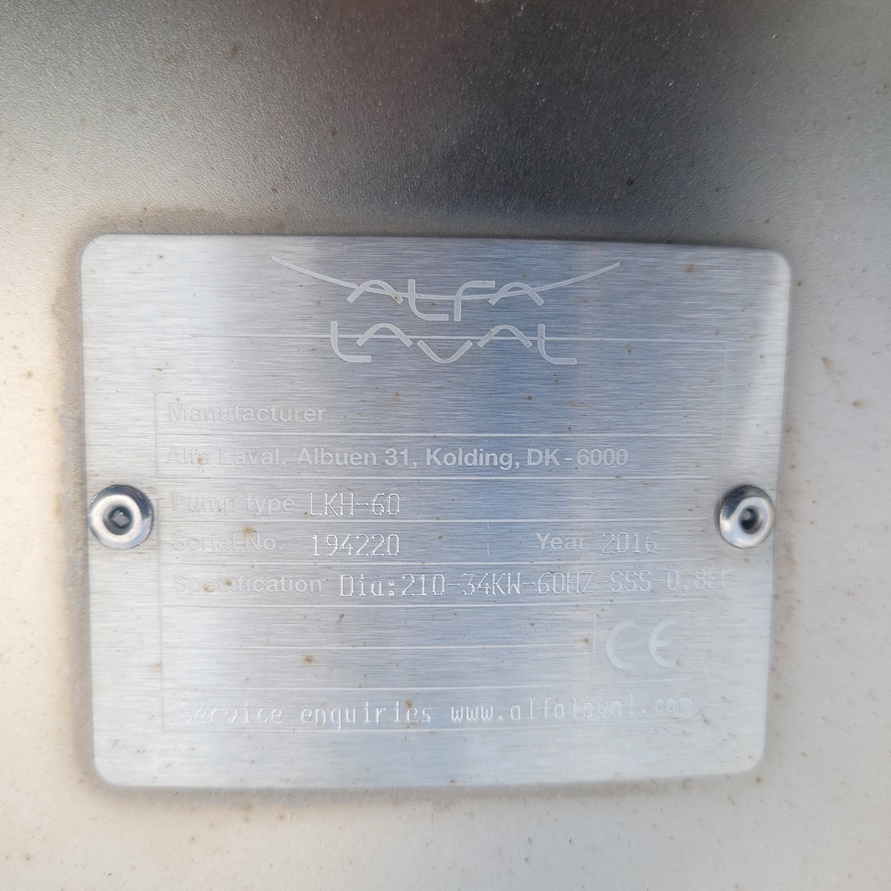 ALFA
LAVAL
Manufacturer
Alfa Laval, Albuen 31, Kolding, DK-6000
Pump type LKH-60
Serial No. 194220 Year 2016
Specification Dia:210-34KW-60HZ SSS 0,8EP
CE
Service enquiries www.alfalaval.com